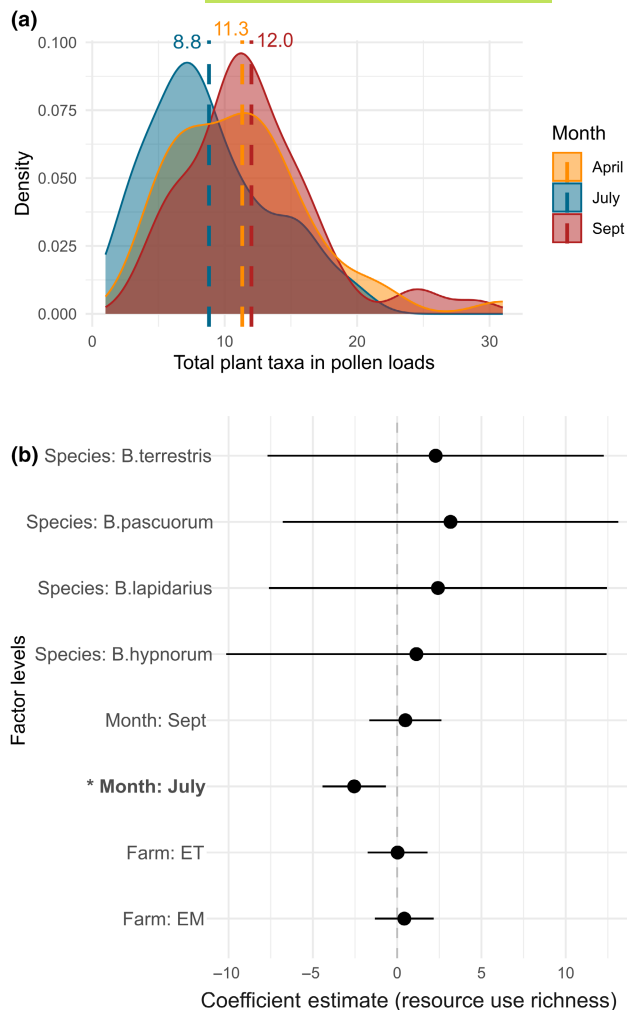 (a)
8.8
11.3
12.0
0.100
0.075
0.050
0.025
0.000
Density
0 10 20 30
Total plant taxa in pollen loads
Month
April
July
Sept
(b)
Species: B.terrestris
Species: B.pascuorum
Species: B.lapidarius
Species: B.hypnorum
Month: Sept
* Month: July
Farm: ET
Farm: EM
Factor levels
−10 −5 0 5 10
Coefficient estimate (resource use richness)